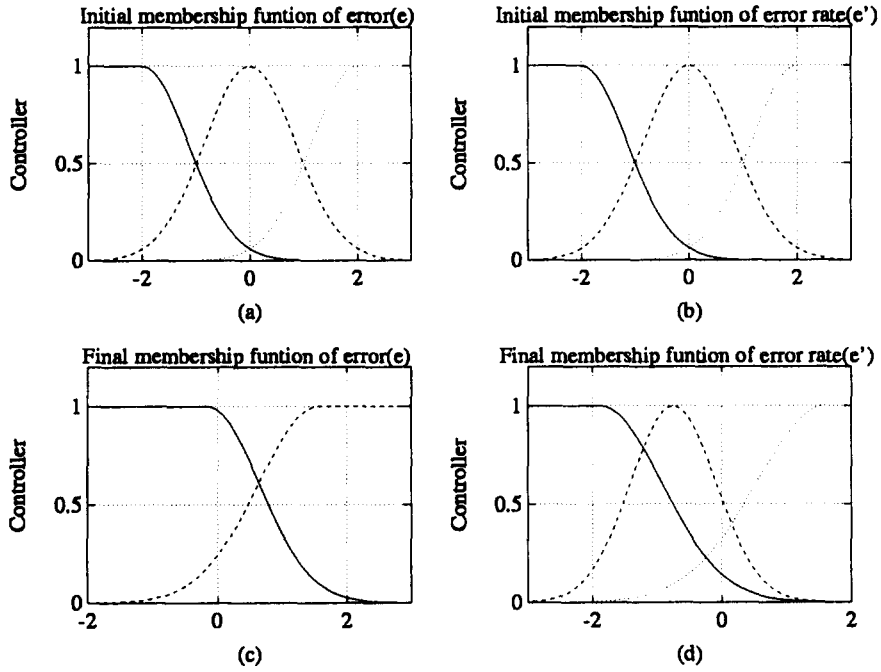 Initial membership funtion of error(e)
Initial membership funtion of error rate(e')
Controller
1
0.5
0
-2
0
2
(a)
Controller
1
0.5
0
-2
0
2
(b)
Final membership funtion of error(e)
Final membership funtion of error rate(e')
Controller
1
0.5
0
-2
0
2
(c)
Controller
1
0.5
0
-2
0
2
(d)